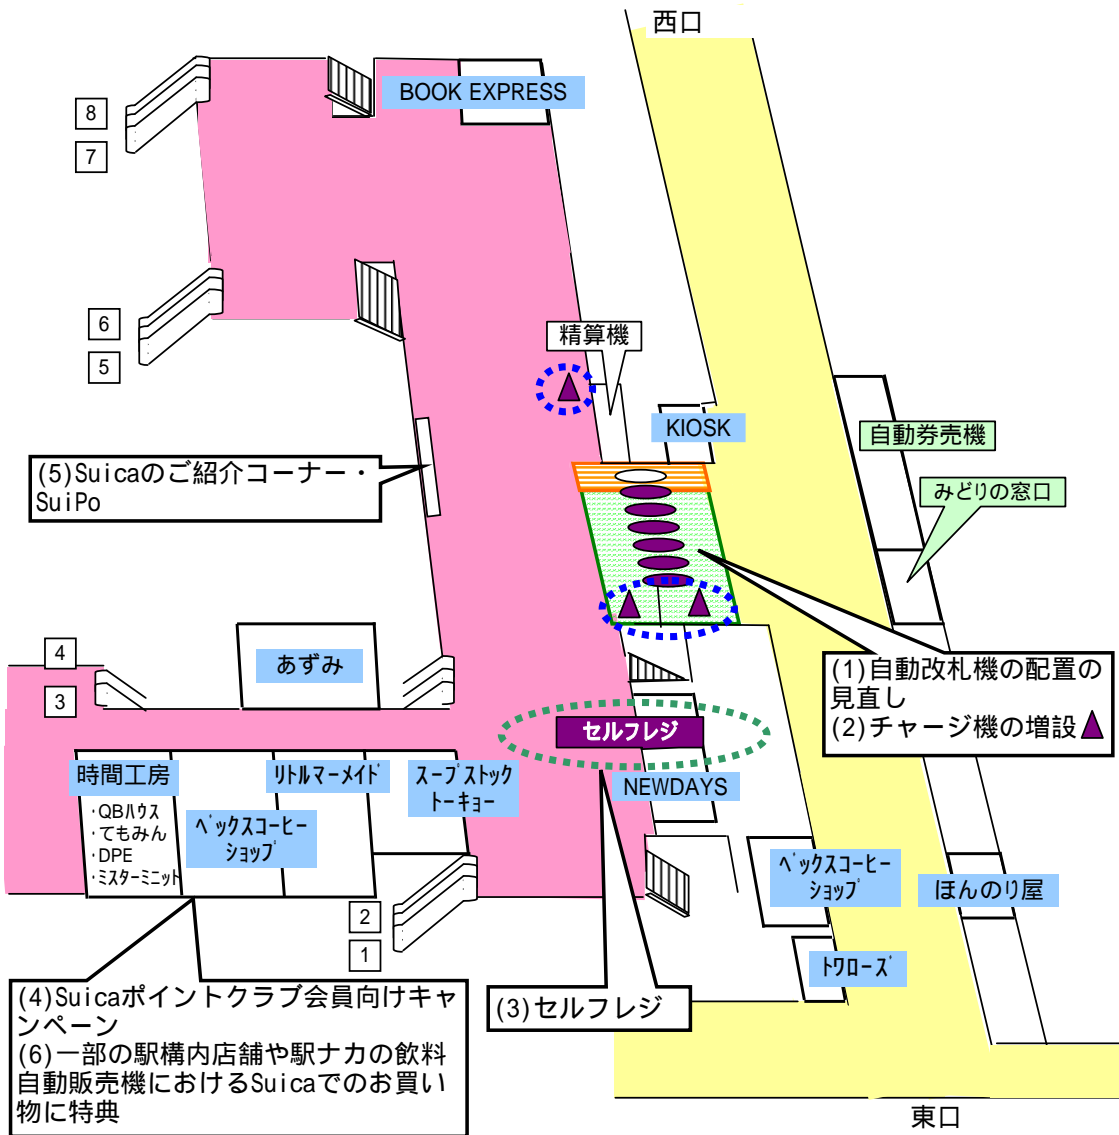 西口
BOOK EXPRESS
8
7
6
5
精算機
KIOSK
自動券売機
(5)Suicaのご紹介コーナー・
SuiPo
みどりの窓口
4
3
あずみ
(1)自動改札機の配置の
見直し
(2)チャージ機の増設
セルフレジ
時間工房
・QBﾊｳｽ
・てもみん
・DPE
・ﾐｽﾀｰﾐﾆｯﾄ
ﾍﾞｯｸｽｺｰﾋｰ
ｼｮｯﾌﾟ
ﾘﾄﾙﾏｰﾒｲﾄﾞ
ｽｰﾌﾟｽﾄｯｸ
ﾄｰｷｮｰ
NEWDAYS
ﾍﾞｯｸｽｺｰﾋｰ
ｼｮｯﾌﾟ
ほんのり屋
2
1
ﾄﾜﾛｰｽﾞ
(4)Suicaポイントクラブ会員向けキャ
ンペーン
(6)一部の駅構内店舗や駅ナカの飲料
自動販売機におけるSuicaでのお買い
物に特典
(3)セルフレジ
東口